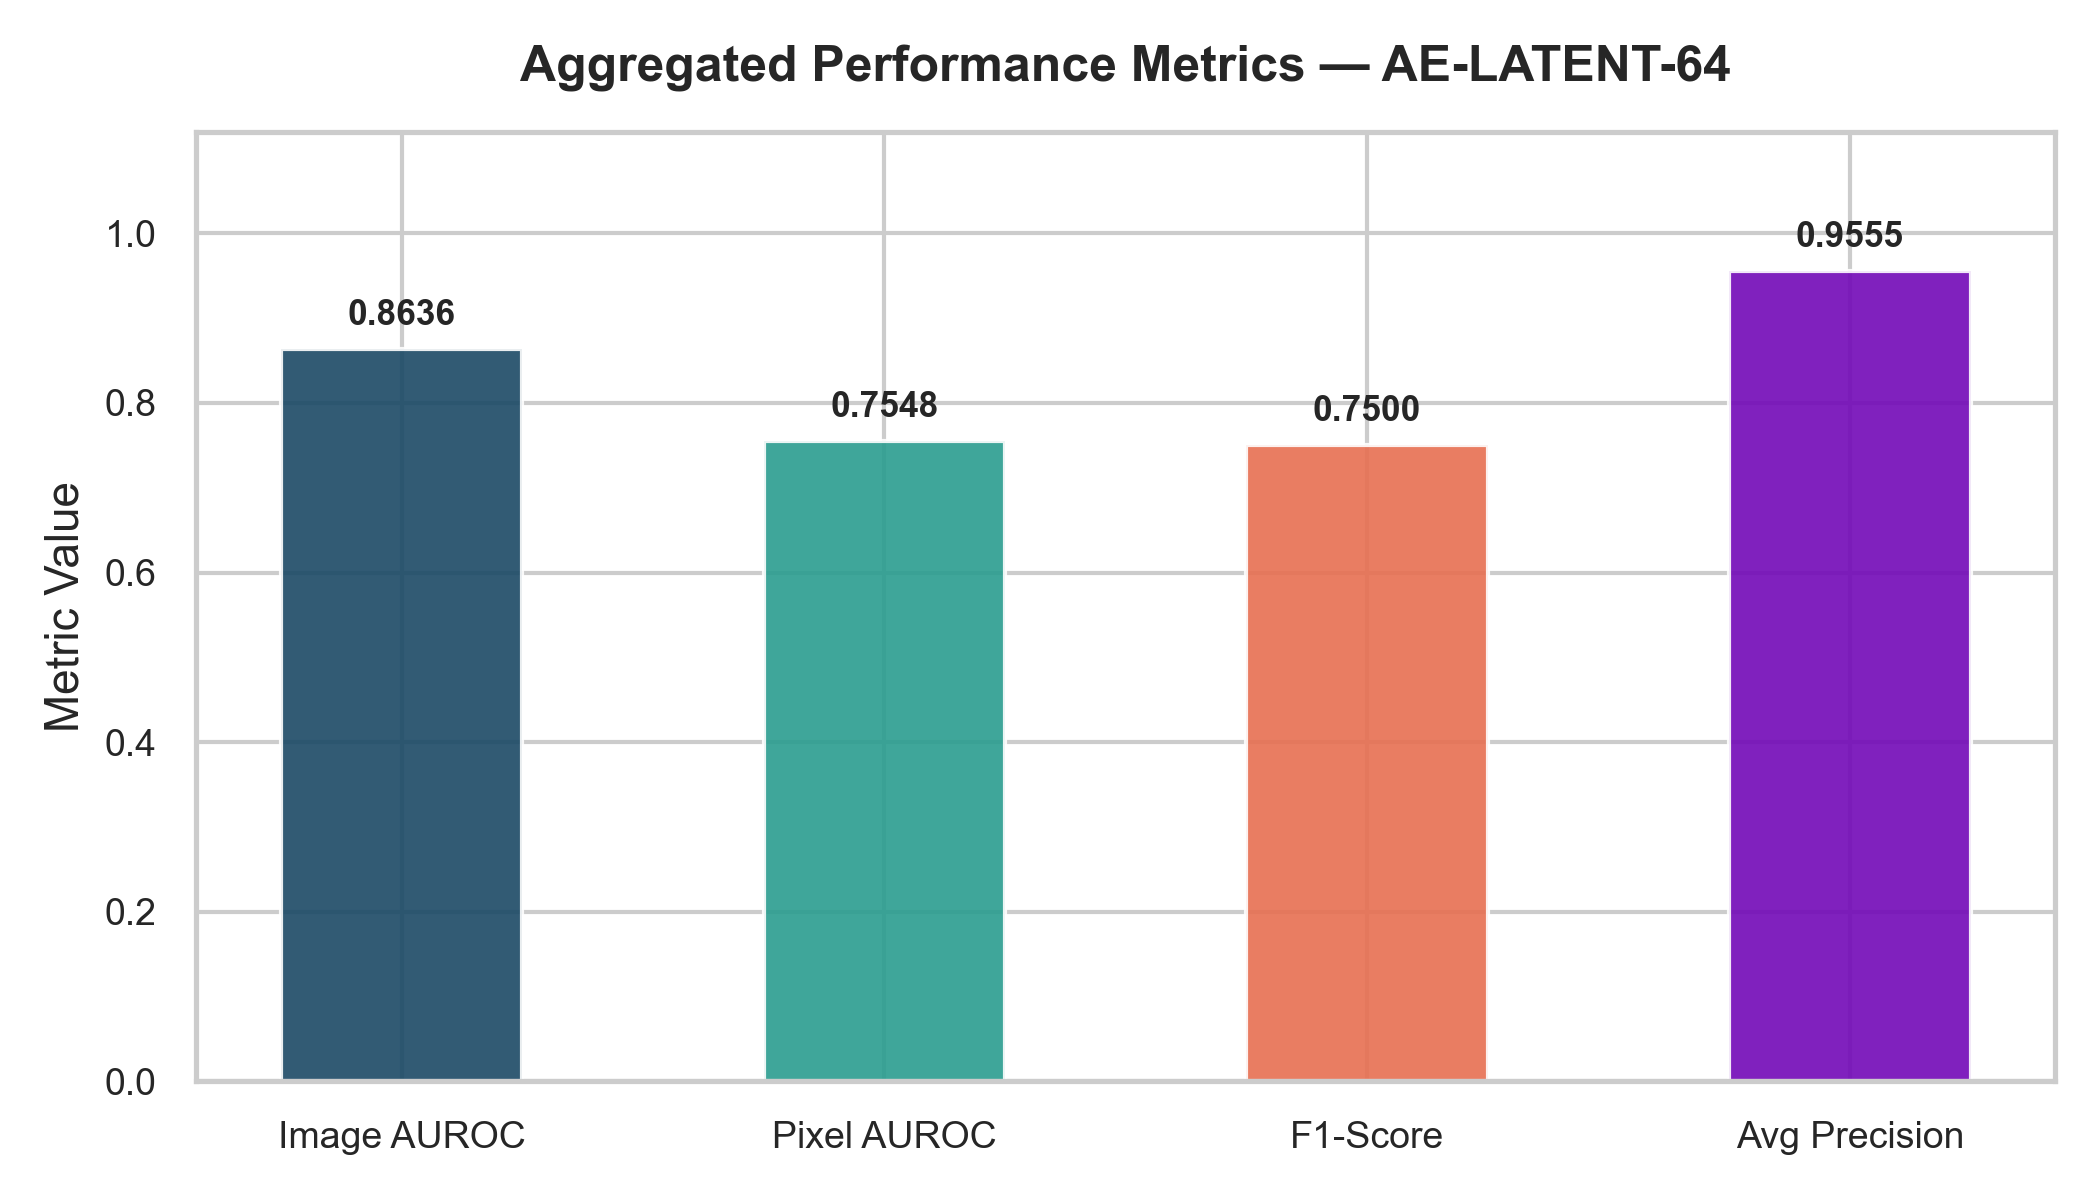 Aggregated Performance Metrics — AE-LATENT-64
Metric Value
1.0
0.8
0.6
0.4
0.2
0.0
0.8636
0.7548
0.7500
0.9555
Image AUROC
Pixel AUROC
F1-Score
Avg Precision